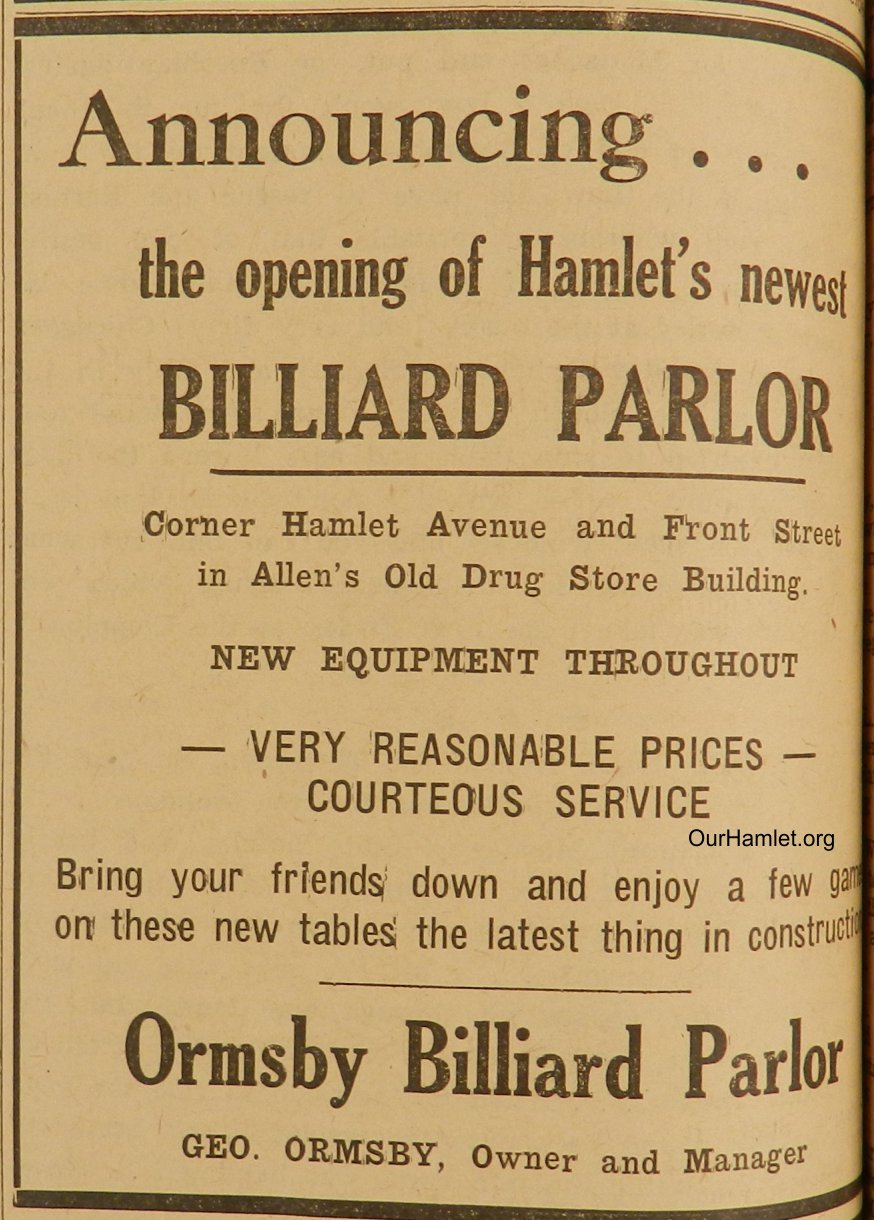 Announcing . . .
the opening of Hamlet's newest
BILLIARD PARLOR
Corner Hamlet Avenue and Front Street
in Allen's Old Drug Store Building.
NEW EQUIPMENT THROUGHOUT
— VERY REASONABLE PRICES —
COURTEOUS SERVICE
OurHamlet.org
Bring your friends down and enjoy a few
on these new tables the latest thing in
Ormsby Billiard Parlor
GEO. ORMSBY, Owner and Manager